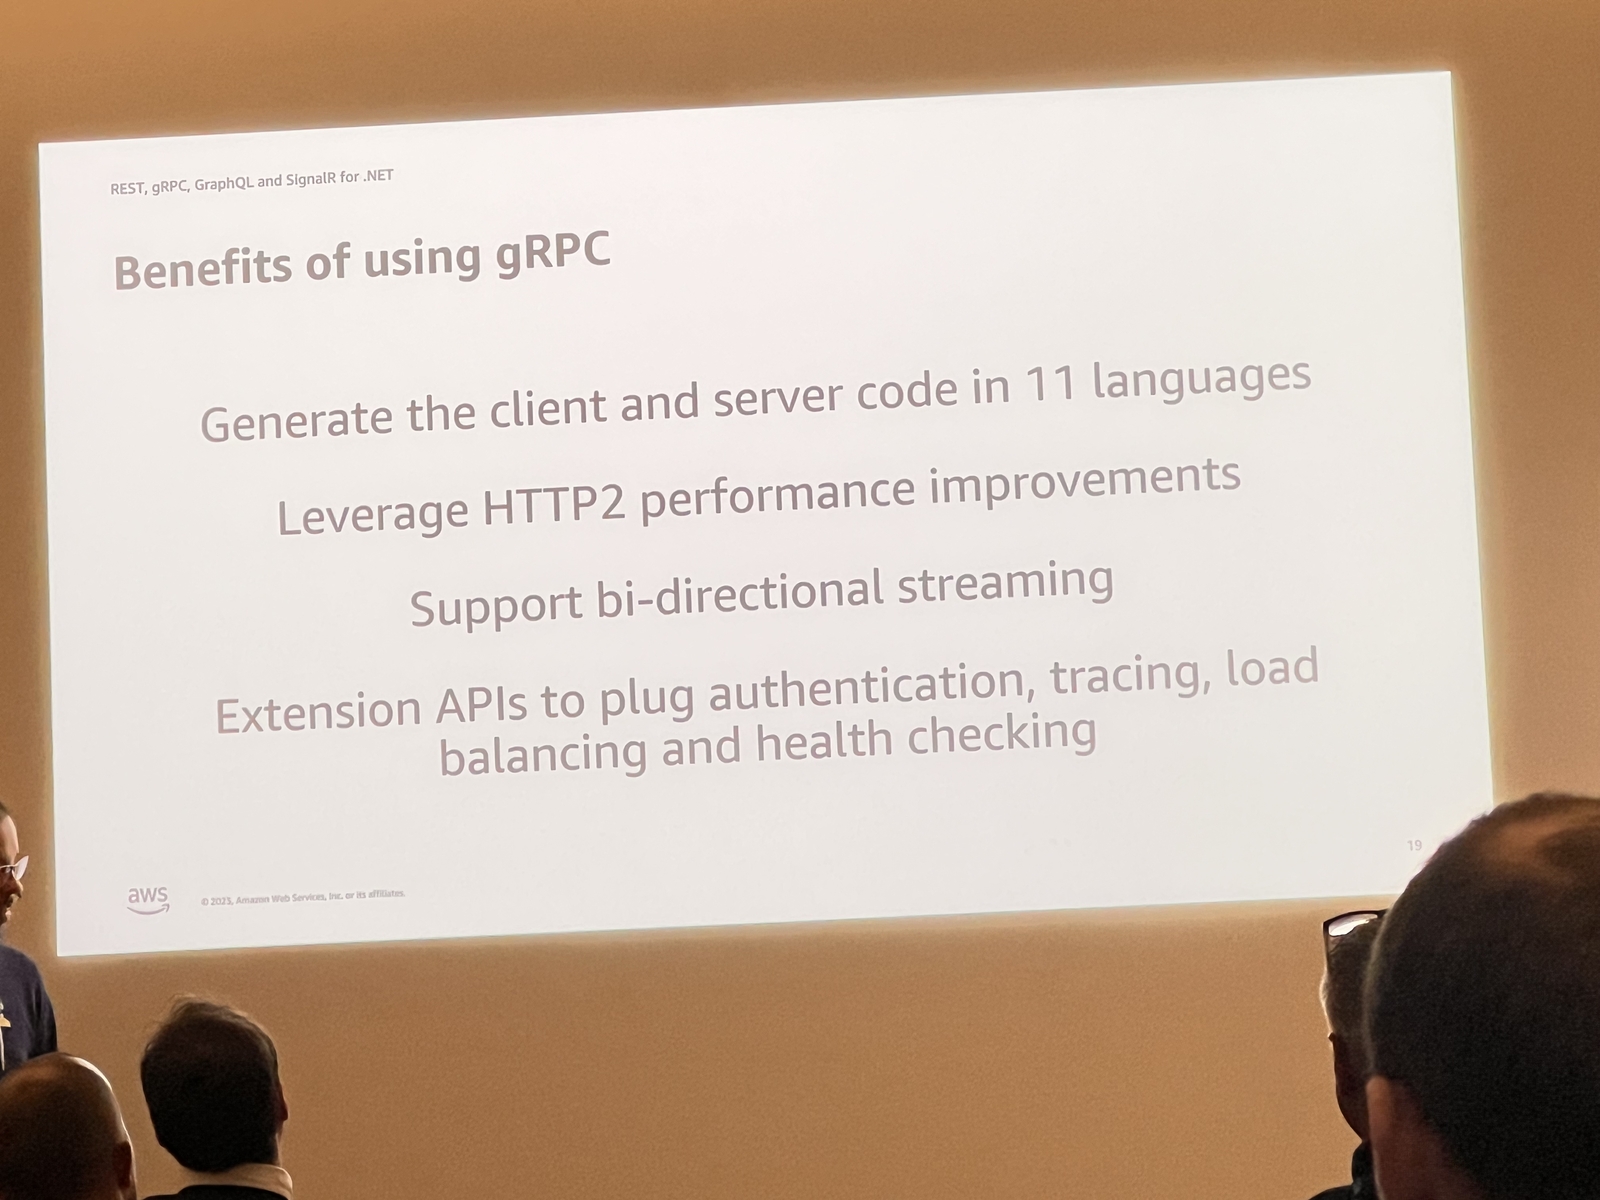 REST, gRPC, GraphQL and SignalR for .NET
Benefits of using gRPC
Generate the client and server code in 11 languages
Leverage HTTP2 performance improvements
Support bi-directional streaming
Extension APIs to plug authentication, tracing, load
balancing and health checking
19
aws
© 2023, Amazon Web Services, Inc. or its affiliates.